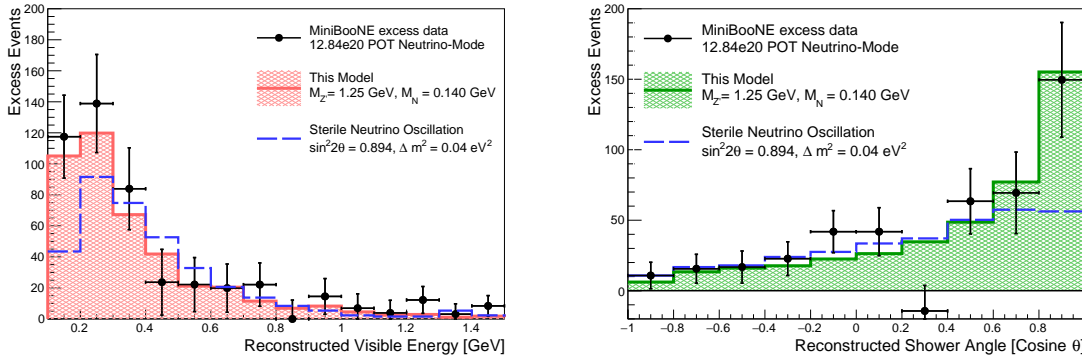 Excess Events
200
180
160
140
120
100
80
60
40
20
0
MiniBooNE excess data
12.84e20 POT Neutrino-Mode
This Model
M_Z' = 1.25 GeV, M_N = 0.140 GeV
Sterile Neutrino Oscillation
sin²2θ = 0.894, Δ m² = 0.04 eV²
0.2 0.4 0.6 0.8 1 1.2 1.4
Reconstructed Visible Energy [GeV]
Excess Events
200
150
100
50
0
MiniBooNE excess data
12.84e20 POT Neutrino-Mode
This Model
M_Z' = 1.25 GeV, M_N = 0.140 GeV
Sterile Neutrino Oscillation
sin²2θ = 0.894, Δ m² = 0.04 eV²
−1 −0.8 −0.6 −0.4 −0.2 0 0.2 0.4 0.6 0.8 1
Reconstructed Shower Angle [Cosine θ]